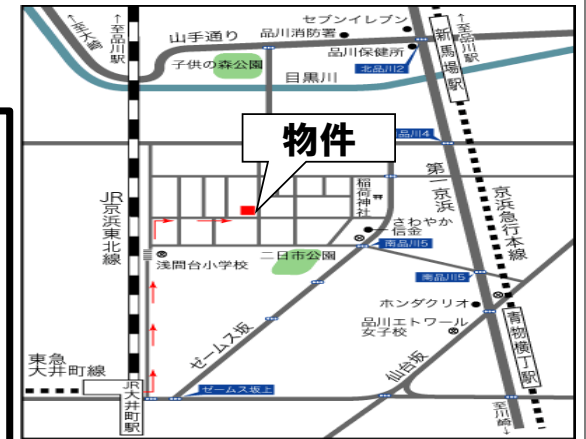 セブンイレブン
←至大崎
↑至品川駅
山手通り
品川消防署
品川保健所
↑至品川駅
新馬場駅
子供の森公園
北品川2
目黒川
物件
品川4
第一京浜
京浜急行本線
稲荷神社
JR京浜東北線
さわやか信金
南品川5
浅間台小学校
二日市公園
南品川5
ホンダクリオ
青物横丁駅
品川エトワール女子校
ゼームス坂
仙台坂
東急大井町線
ゼームス坂上
JR大井町駅
至川崎↓